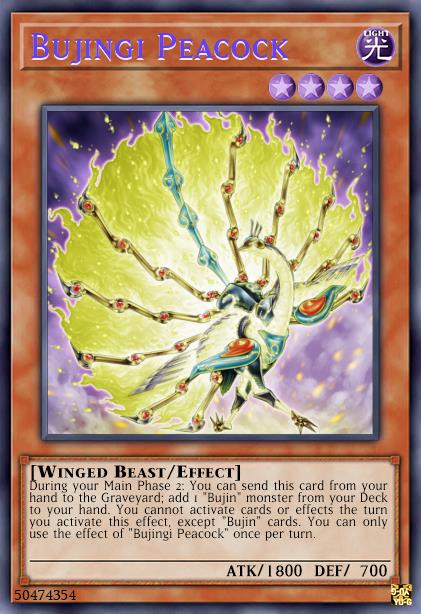 Bujingi Peacock
LIGHT
光
[Winged Beast/Effect]
During your Main Phase 2: You can send this card from your
hand to the Graveyard; add 1 "Bujin" monster from your Deck
to your hand. You cannot activate cards or effects the turn
you activate this effect, except "Bujin" cards. You can only
use the effect of "Bujingi Peacock" once per turn.
ATK/1800 DEF/ 700
50474354